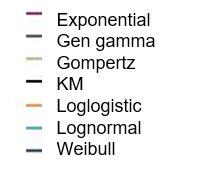 Exponential
Gen gamma
Gompertz
KM
Loglogistic
Lognormal
Weibull